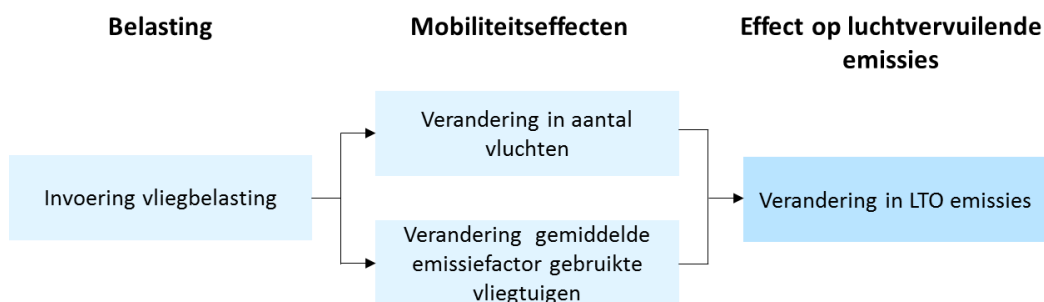 Belasting
Mobiliteitseffecten
Effect op luchtvervuilende
emissies
Invoering vliegbelasting
Verandering in aantal
vluchten
Verandering gemiddelde
emissiefactor gebruikte
vliegtuigen
Verandering in LTO emissies